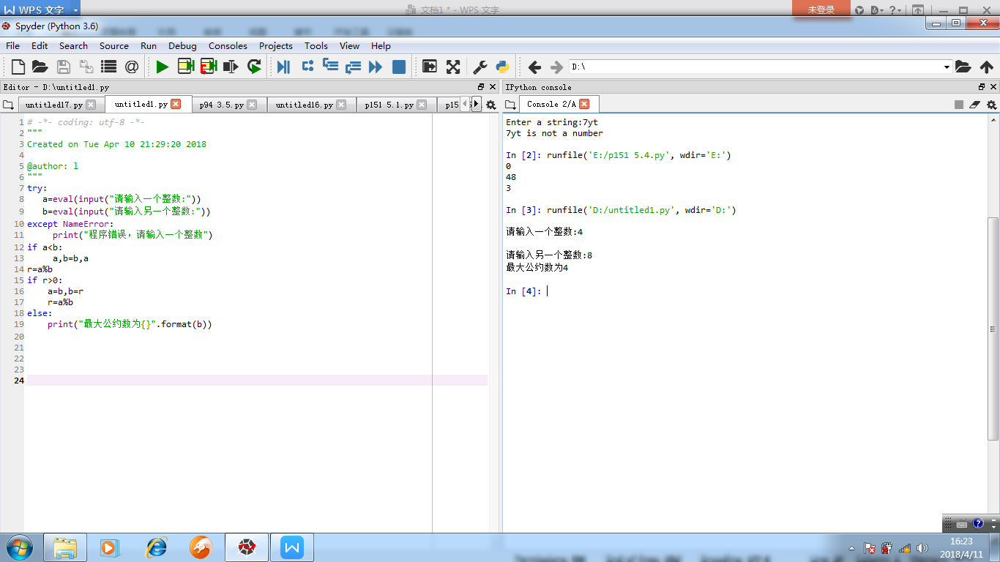 WPS 文字
文档1 * - WPS 文字
未登录
Spyder (Python 3.6)
File Edit Search Source Run Debug Consoles Projects Tools View Help
D:\
Editor - D:\untitled1.py
IPython console
untitled17.py untitled1.py p94 3.5.py untitled16.py p151 5.1.py p15
Console 2/A
1 # -*- coding: utf-8 -*-
2 """
3 Created on Tue Apr 10 21:29:20 2018
4
5 @author: l
6 """
7 try:
8 a=eval(input("请输入一个整数:"))
9 b=eval(input("请输入另一个整数:"))
10 except NameError:
11 print("程序错误，请输入一个整数")
12 if a<b:
13 a,b=b,a
14 r=a%b
15 if r>0:
16 a=b,b=r
17 r=a%b
18 else:
19 print("最大公约数为{}".format(b))
20
21
22
23
24
Enter a string:7yt
7yt is not a number
In [2]: runfile('E:/p151 5.4.py', wdir='E:')
0
48
3
In [3]: runfile('D:/untitled1.py', wdir='D:')
请输入一个整数:4
请输入另一个整数:8
最大公约数为4
In [4]:
16:23
2018/4/11